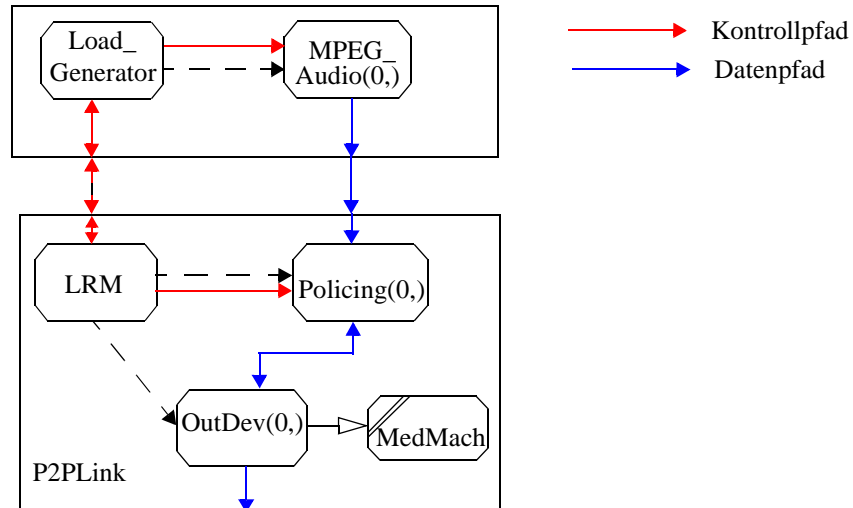 Load_
Generator
MPEG_
Audio(0,)
Kontrollpfad
Datenpfad
LRM
Policing(0,)
OutDev(0,)
MedMach
P2PLink